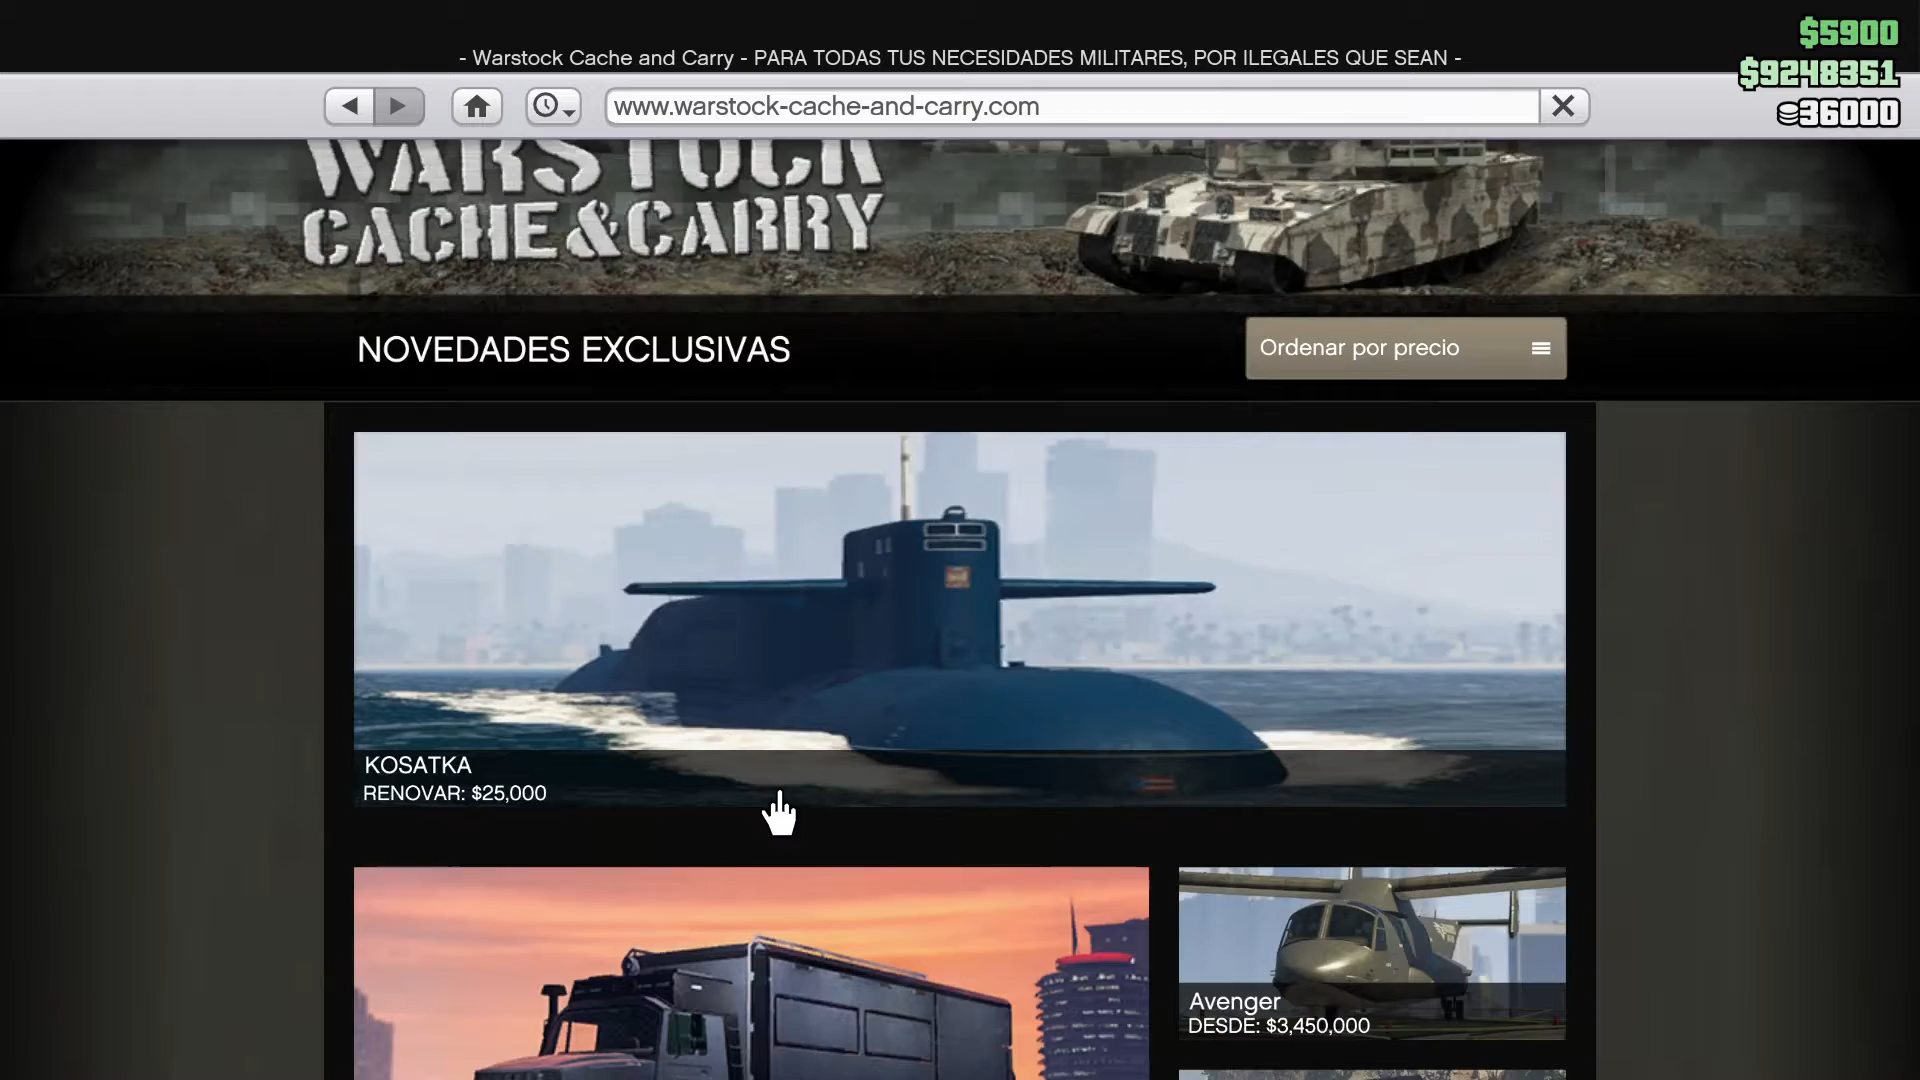 - Warstock Cache and Carry - PARA TODAS TUS NECESIDADES MILITARES, POR ILEGALES QUE SEAN -
$5900
$9248351
36000
www.warstock-cache-and-carry.com
WARSTOCK
CACHE&CARRY
NOVEDADES EXCLUSIVAS
Ordenar por precio
KOSATKA
RENOVAR: $25,000
Avenger
DESDE: $3,450,000